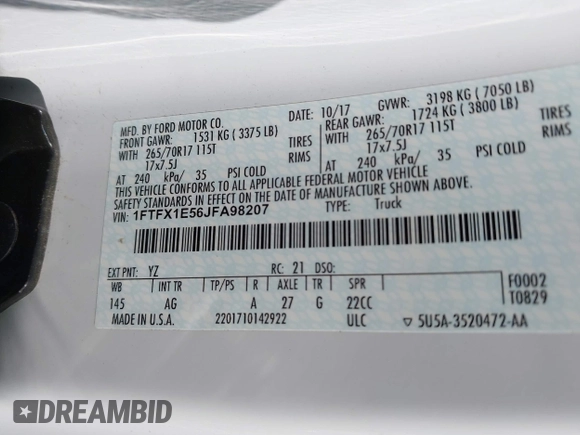 MFD. BY FORD MOTOR CO. DATE: 10/17 GVWR: 3198 KG ( 7050 LB)
FRONT GAWR: 1531 KG ( 3375 LB) REAR GAWR: 1724 KG ( 3800 LB)
WITH 265/70R17 115T TIRES WITH 265/70R17 115T TIRES
17x7.5J RIMS 17x7.5J RIMS
AT 240 kPa/ 35 PSI COLD AT 240 kPa/ 35 PSI COLD
THIS VEHICLE CONFORMS TO ALL APPLICABLE FEDERAL MOTOR VEHICLE
SAFETY STANDARDS IN EFFECT ON THE DATE OF MANUFACTURE SHOWN ABOVE.
VIN: 1FTFX1E56JFA98207 TYPE: Truck
EXT PNT: YZ RC: 21 DSO:
WB INT TR TP/PS R AXLE TR SPR F0002
145 AG A 27 G 22CC T0829
MADE IN U.S.A. 2201710142922 ULC ▽ 5U5A-3520472-AA
DREAMBID